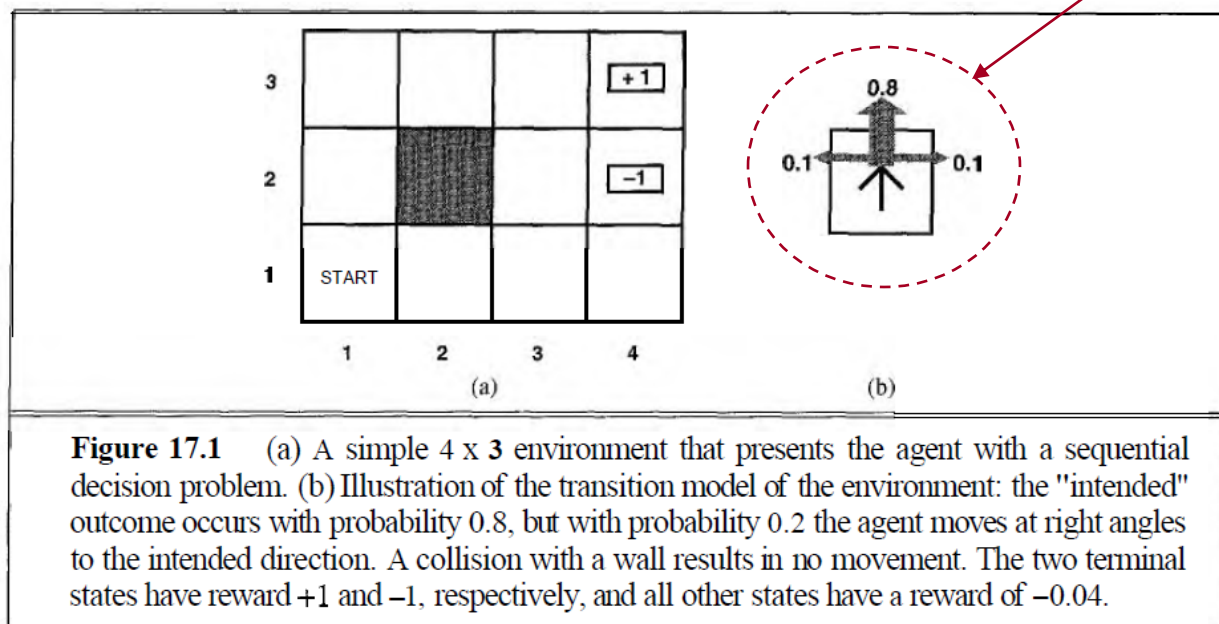 3
+1
0.8
2
-1
0.1
0.1
1
START
1 2 3 4
(a)
(b)
Figure 17.1 (a) A simple 4 x 3 environment that presents the agent with a sequential
decision problem. (b) Illustration of the transition model of the environment: the "intended"
outcome occurs with probability 0.8, but with probability 0.2 the agent moves at right angles
to the intended direction. A collision with a wall results in no movement. The two terminal
states have reward +1 and –1, respectively, and all other states have a reward of –0.04.